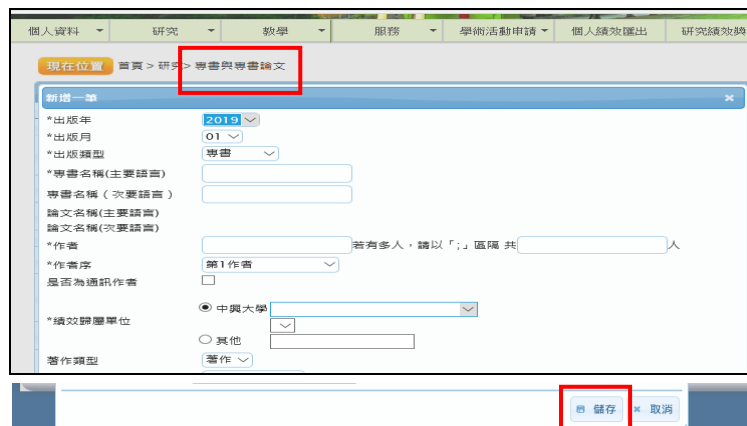 個人資料 研究 教學 服務 學術活動申請 個人績效匯出 研究績效獎
現在位置 首頁 > 研究 > 專書與專書論文
新增一筆
*出版年 2019
*出版月 01
*出版類型 專書
*專書名稱(主要語言)
專書名稱(次要語言)
論文名稱(主要語言)
論文名稱(次要語言)
*作者 若有多人，請以「;」區隔 共 人
*作者序 第1作者
是否為通訊作者
*績效歸屬單位 中興大學
其他
著作類型 著作
儲存 取消